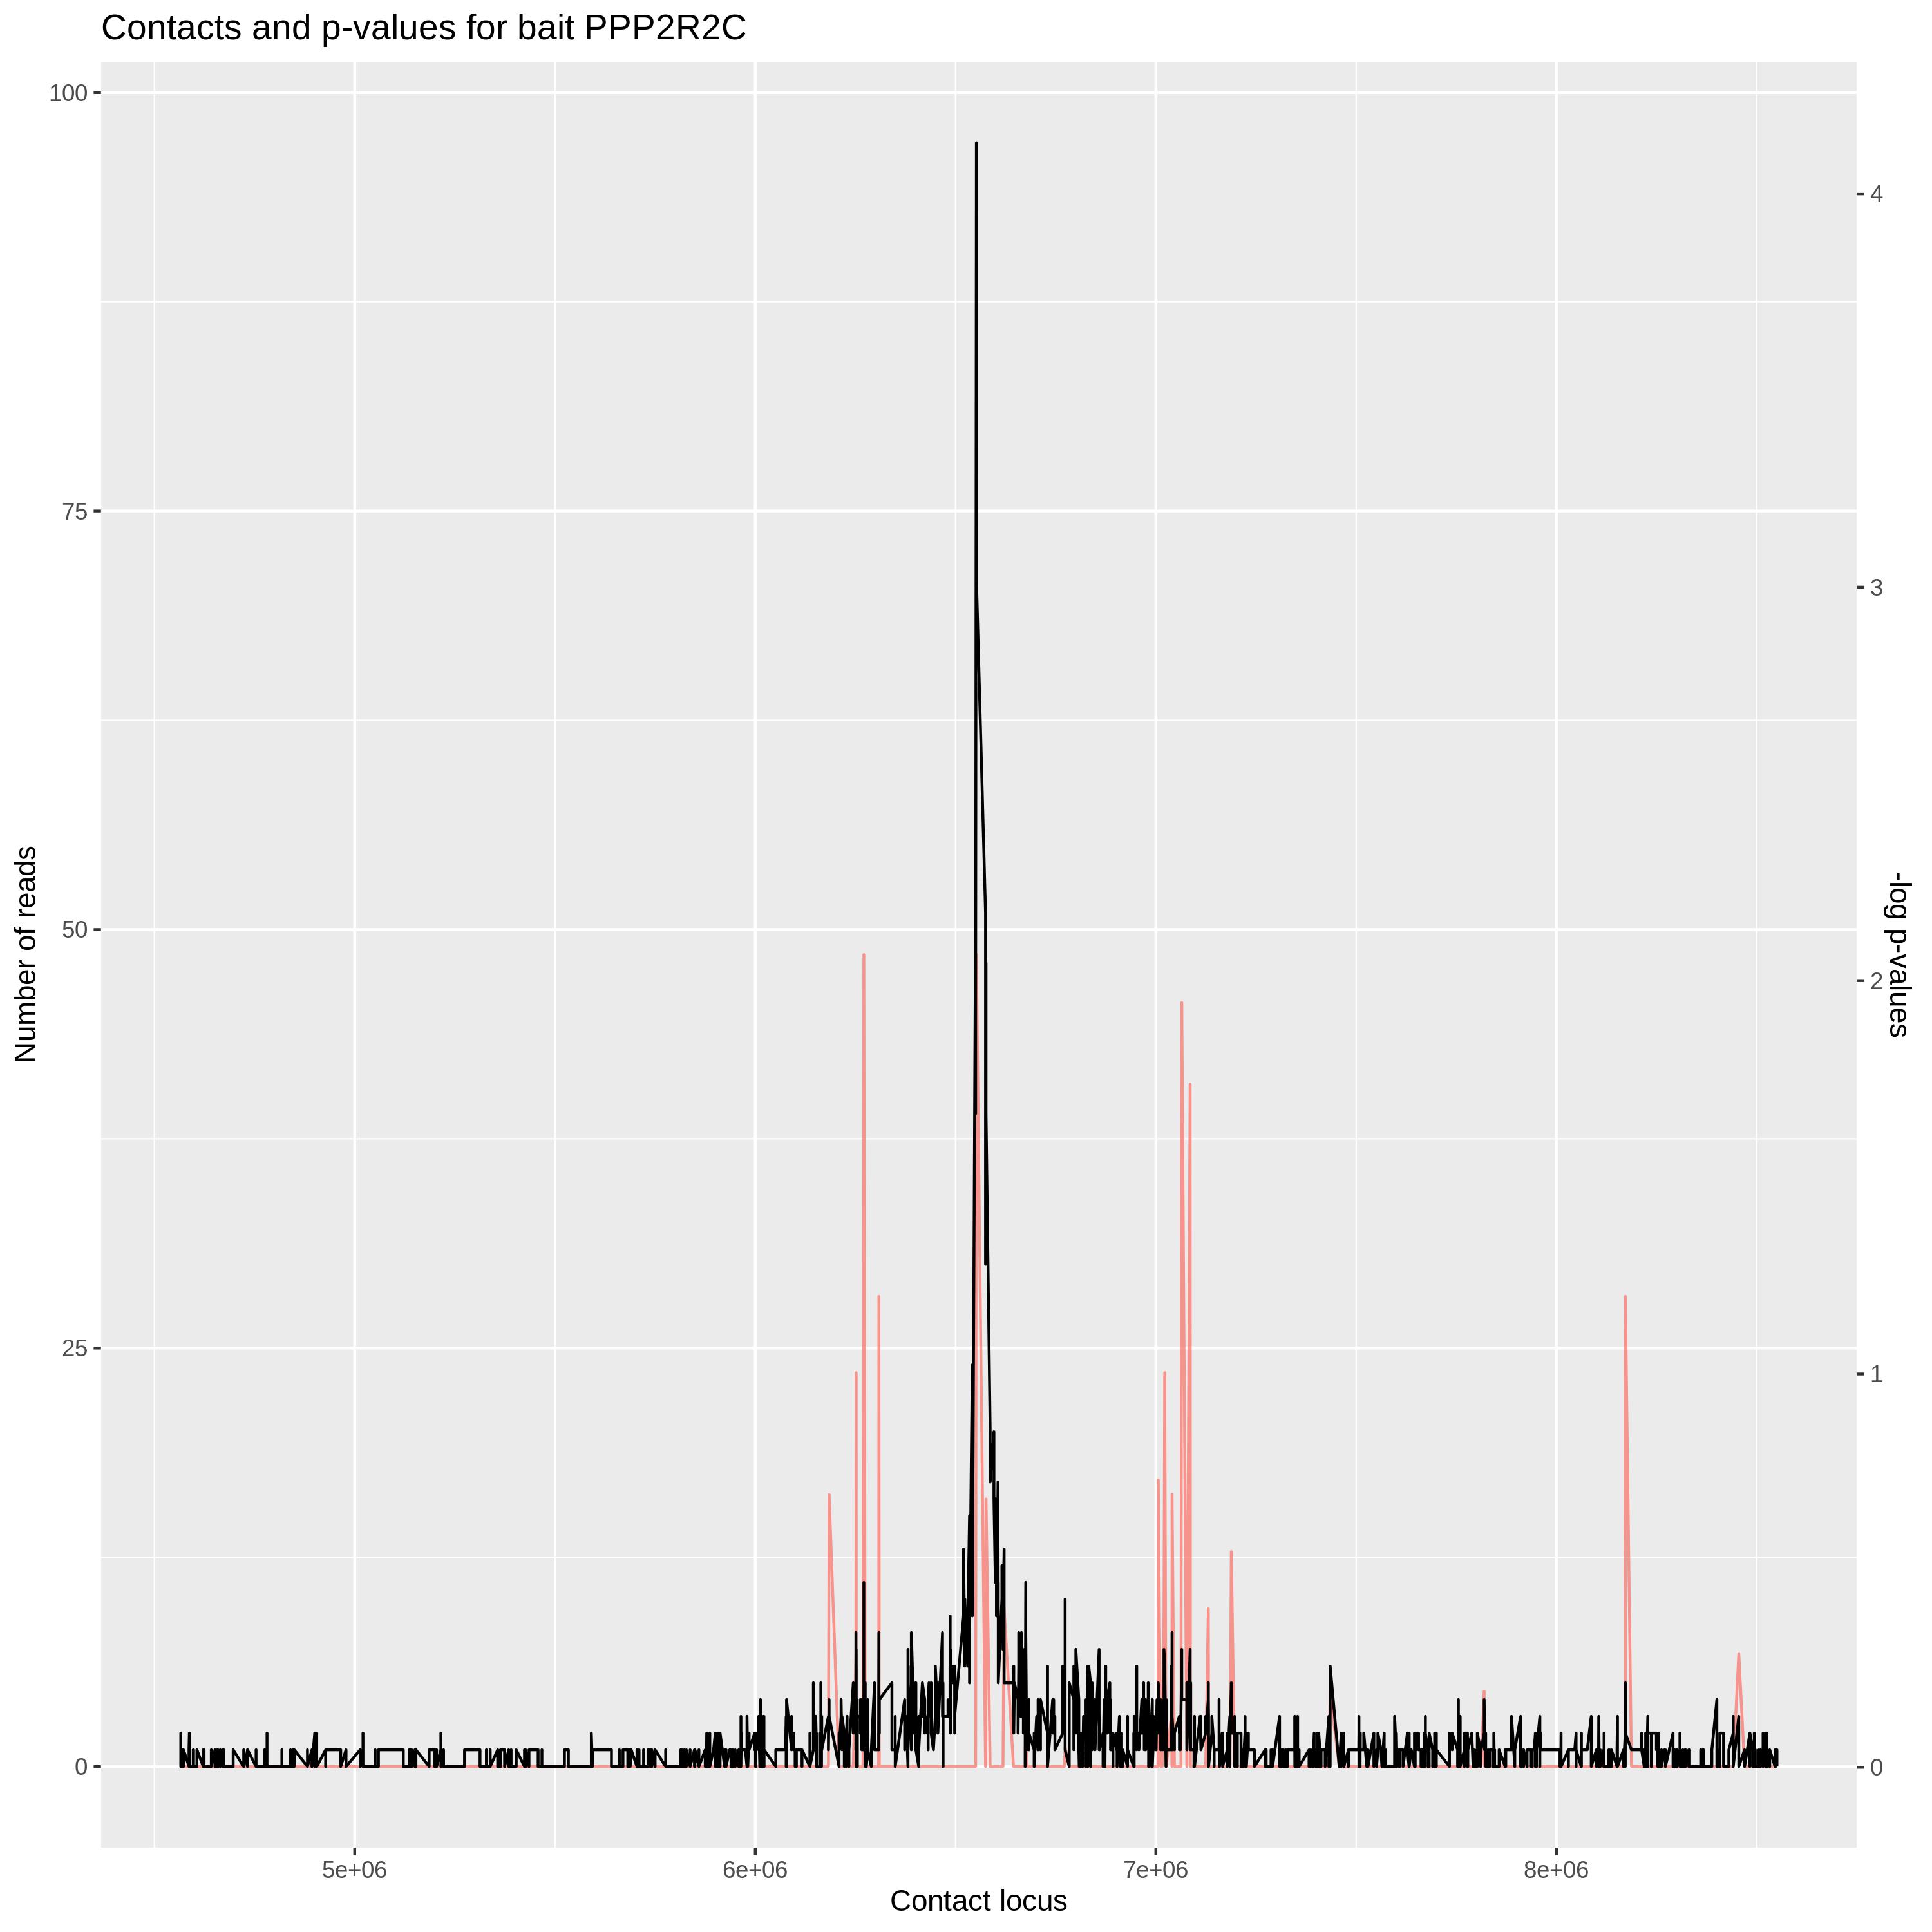 Contacts and p-values for bait PPP2R2C
100
75
50
25
0
Number of reads
4
3
2
1
0
-log p-values
5e+06
6e+06
7e+06
8e+06
Contact locus